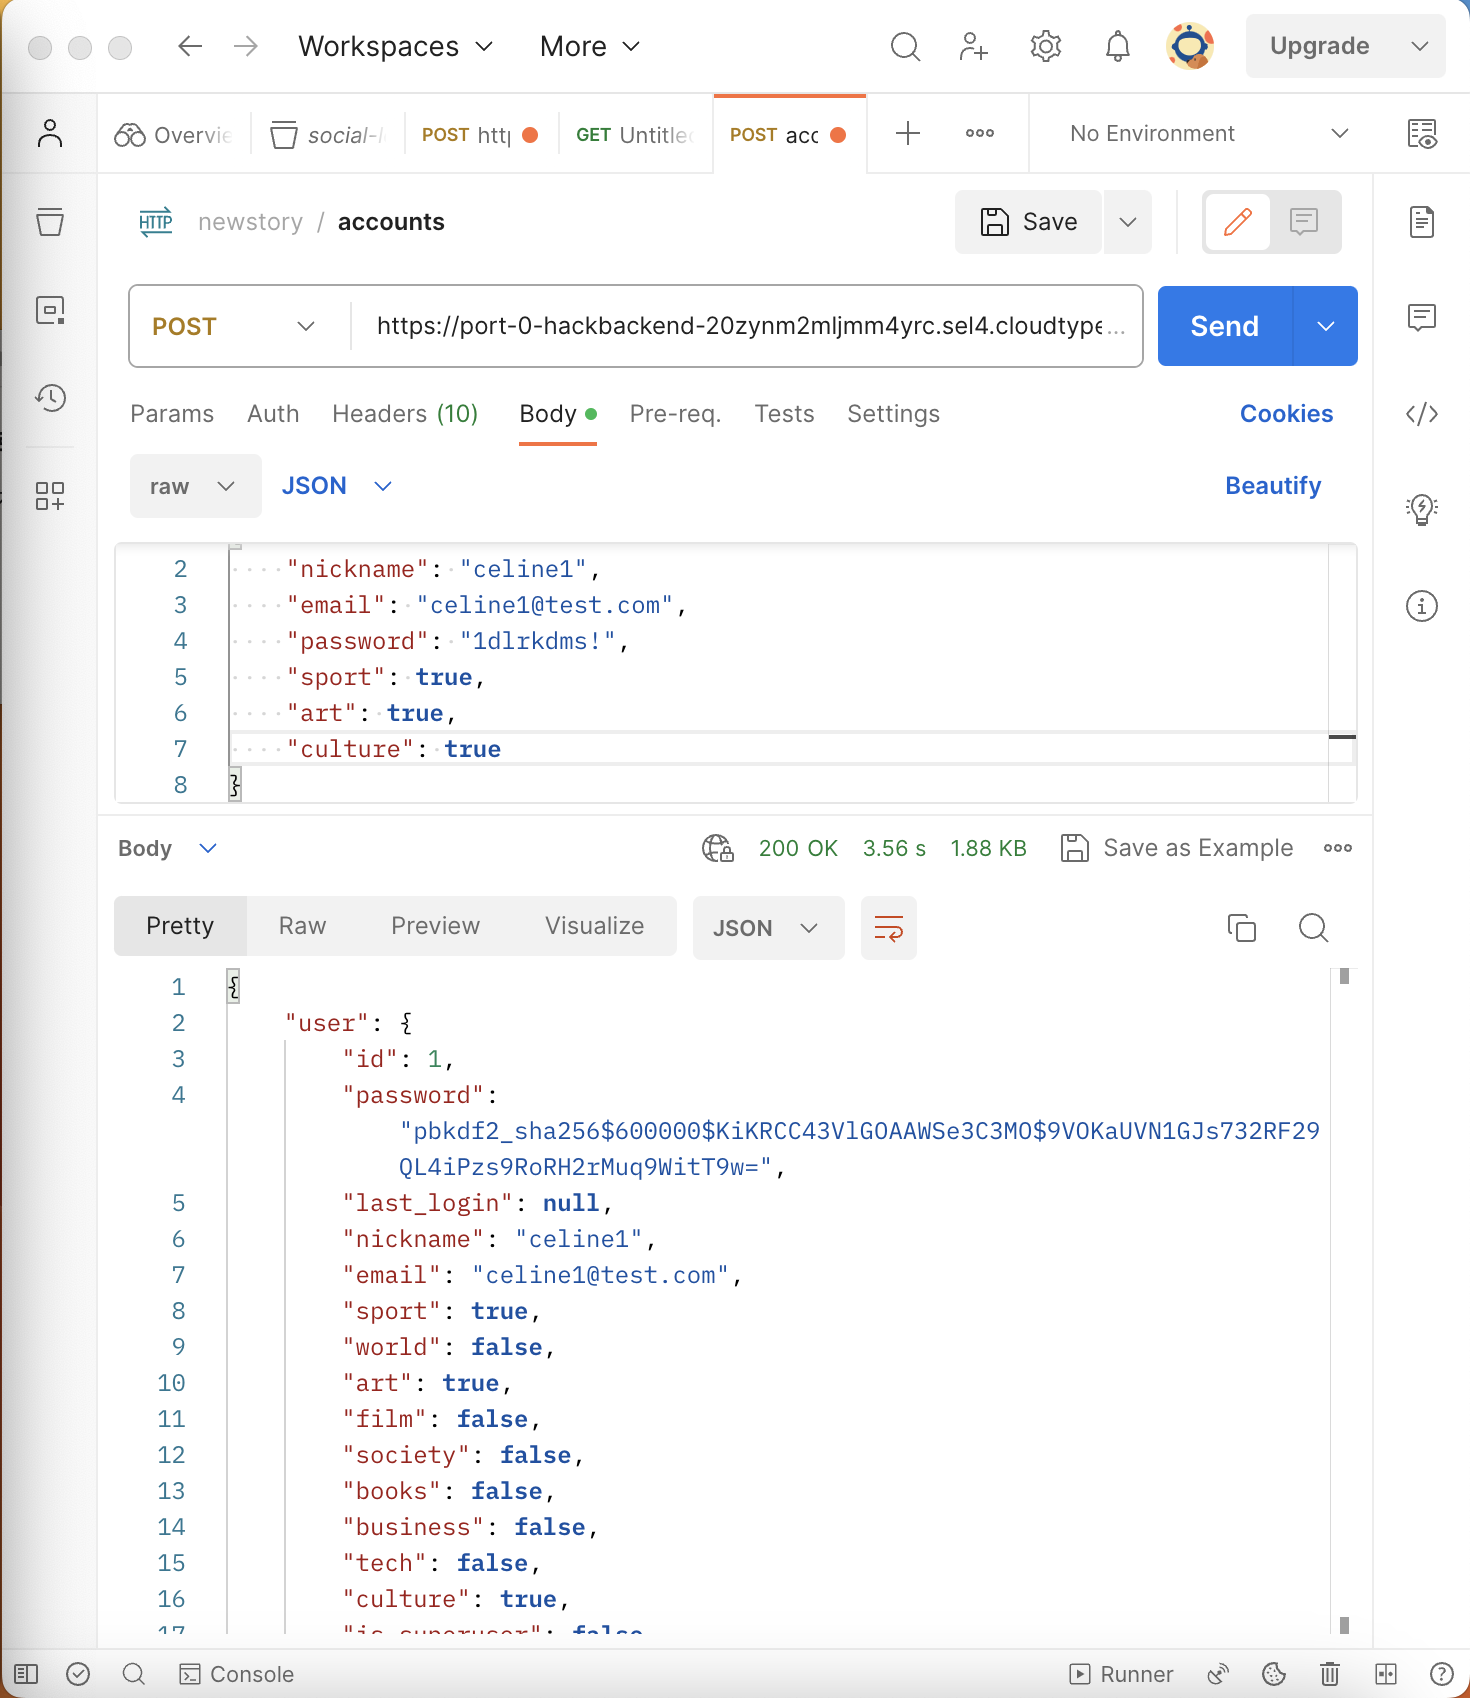 Workspaces More Upgrade
Overvie social-l POST htt GET Untitled POST acc No Environment
HTTP newstory / accounts Save
POST https://port-0-hackbackend-20zynm2mljmm4yrc.sel4.cloudtype... Send
Params Auth Headers (10) Body Pre-req. Tests Settings Cookies
raw JSON Beautify
2 "nickname": "celine1",
3 "email": "celine1@test.com",
4 "password": "1dlrkdms!",
5 "sport": true,
6 "art": true,
7 "culture": true
8 }
Body 200 OK 3.56 s 1.88 KB Save as Example
Pretty Raw Preview Visualize JSON
1 {
2 "user": {
3 "id": 1,
4 "password":
"pbkdf2_sha256$600000$KiKRCC43VlGOAAWSe3C3MO$9VOKaUVN1GJs732RF29
QL4iPzs9RoRH2rMuq9WitT9w=",
5 "last_login": null,
6 "nickname": "celine1",
7 "email": "celine1@test.com",
8 "sport": true,
9 "world": false,
10 "art": true,
11 "film": false,
12 "society": false,
13 "books": false,
14 "business": false,
15 "tech": false,
16 "culture": true,
17 "is_superuser": false
Console Runner